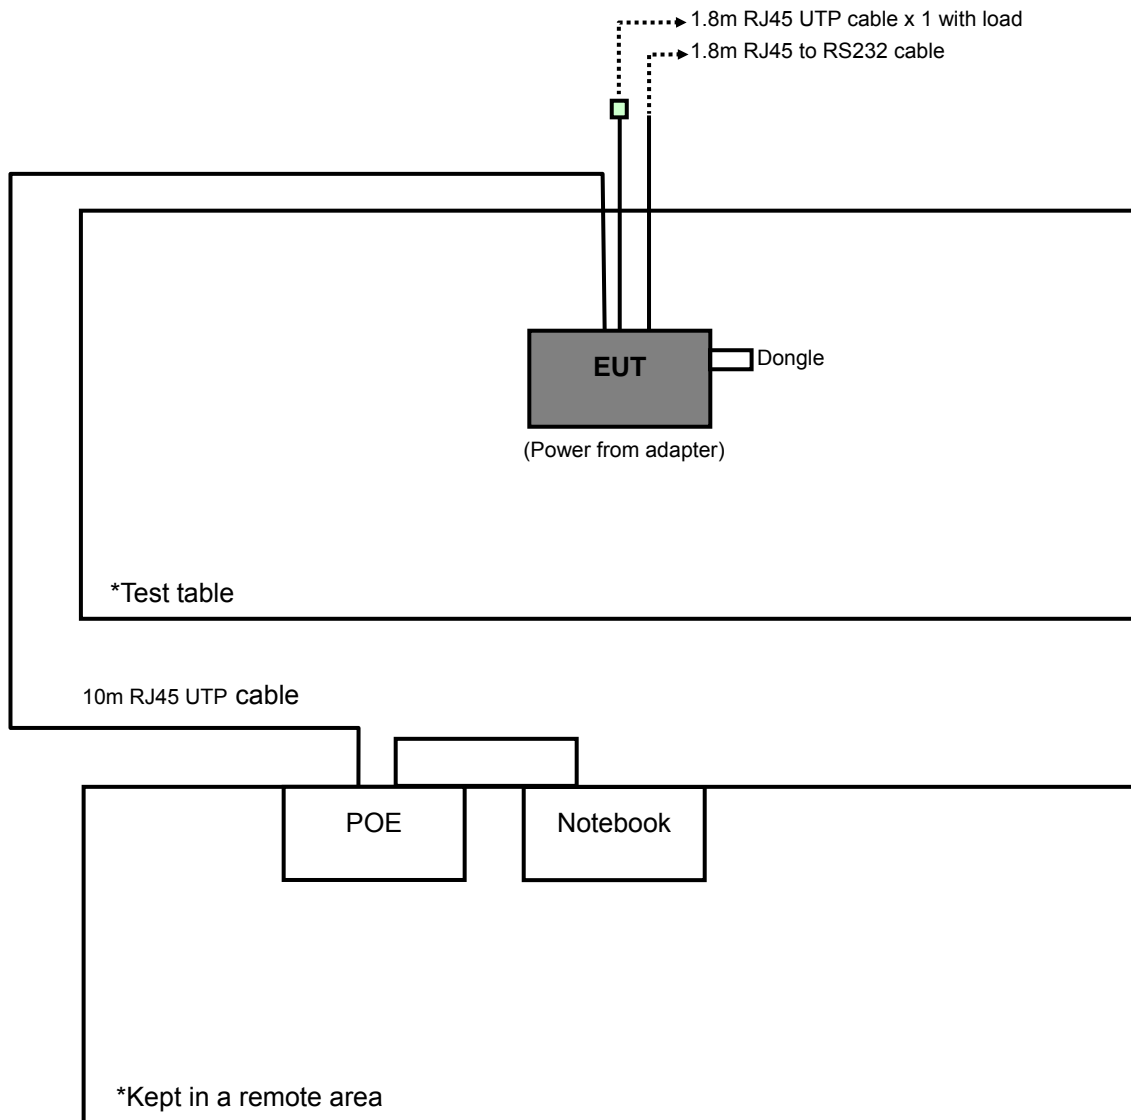 1.8m RJ45 UTP cable x 1 with load
1.8m RJ45 to RS232 cable
EUT
Dongle
(Power from adapter)
*Test table
10m RJ45 UTP cable
POE
Notebook
*Kept in a remote area